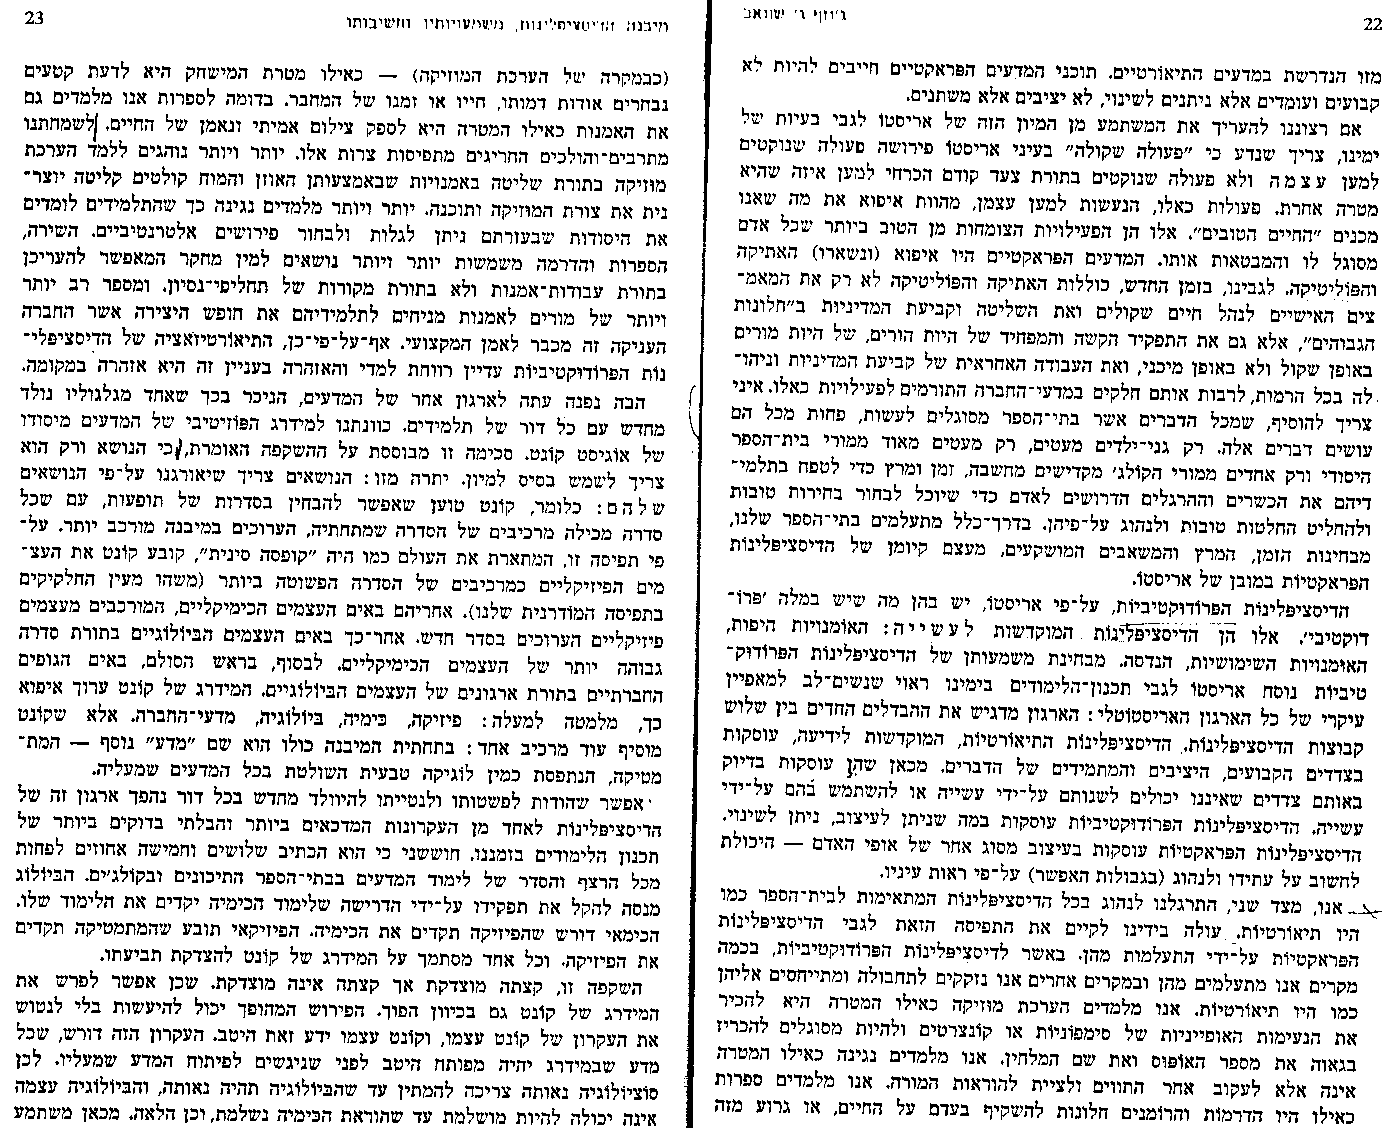 22
ג׳וזף ג׳ שוואב
מזו הנדרשת במדעים התיאורטיים. תוכני המדעים הפראקטיים חייבים להיות לא
קבועים ועומדים אלא ניתנים לשינוי, לא יציבים אלא משתנים.
אם רצוננו להעריך את המשתמע מן המיון הזה של אריסטו לגבי בעיות של
ימינו, צריך שנדע כי ״פעולה שקולה״ בעיני אריסטו פירושה פעולה שנוקטים
למען עצמה ולא פעולה שנוקטים בתורת צעד קודם הכרחי למען איזה שהיא
מטרה אחרת. פעולות כאלו, הנעשות למען עצמן, מהוות איפוא את מה שאנו
מכנים ״החיים הטובים״. אלו הן הפעילויות הצומחות מן הטוב ביותר שכל אדם
מסוגל לו והמבטאות אותו. המדעים הפראקטיים היו איפוא (ונשארו) האתיקה
והפוליטיקה. לגבינו, בזמן החדש, כוללות האתיקה והפוליטיקה לא רק את המאמ־
צים האישיים לנהל חיים שקולים ואת השליטה וקביעת המדיניות ב״חלונות
הגבוהים״, אלא גם את התפקיד הקשה והמפחיד של היות הורים, של היות מורים
באופן שקול ולא באופן מיכני, ואת העבודה האחראית של קביעת המדיניות וניהו־
לה בכל הרמות, לרבות אותם חלקים במדעי־החברה התורמים לפעילויות כאלו. איני
צריך להוסיף, שמכל הדברים אשר בתי־הספר מסוגלים לעשות, פחות מכל הם
עושים דברים אלה. רק גני־ילדים מעטים, רק מעטים מאוד ממורי בית־הספר
היסודי ורק אחדים ממורי הקולג׳ מקדישים מחשבה, זמן ומרץ כדי לטפח בתלמי־
דיהם את הכשרים וההרגלים הדרושים לאדם כדי שיוכל לבחור בחירות טובות
ולהחליט החלטות טובות ולנהוג על־פיהן. בדרך־כלל מתעלמים בתי־הספר שלנו,
מבחינות הזמן, המרץ והמשאבים המושקעים, מעצם קיומן של הדיסציפלינות
הפראקטיות במובן של אריסטו.
הדיסציפלינות הפרודוקטיביות, על־פי אריסטו, יש בהן מה שיש במלה ׳פרו־
דוקטיבי׳. אלו הן הדיסציפלינות המוקדשות לעשייה: האומנויות היפות,
האומנויות השימושיות, הנדסה. מבחינת משמעותן של הדיסציפלינות הפרודוק־
טיביות נוסח אריסטו לגבי תכנון־הלימודים בימינו ראוי שנשים־לב למאפיין
עיקרי של כל הארגון האריסטוטלי: הארגון מדגיש את ההבדלים החדים בין שלוש
קבוצות הדיסציפלינות. הדיסציפלינות התיאורטיות, המוקדשות לידיעה, עוסקות
בצדדים הקבועים, היציבים והמתמידים של הדברים. מכאן שהן עוסקות בדיוק
באותם צדדים שאיננו יכולים לשנותם על־ידי עשייה או להשתמש בהם על־ידי
עשייה. הדיסציפלינות הפרודוקטיביות עוסקות במה שניתן לעיצוב, ניתן לשינוי.
הדיסציפלינות הפראקטיות עוסקות בעיצוב מסוג אחר של אופי האדם — היכולת
לחשוב על עתידו ולנהוג (בגבולות האפשר) על־פי ראות עיניו.
אנו, מצד שני, התרגלנו לנהוג בכל הדיסציפלינות המתאימות לבית־הספר כמו
היו תיאורטיות. עולה בידינו לקיים את התפיסה הזאת לגבי הדיסציפלינות
הפראקטיות על־ידי התעלמות מהן. באשר לדיסציפלינות הפרודוקטיביות, בכמה
מקרים אנו מתעלמים מהן ובמקרים אחרים אנו נזקקים לתחבולה ומתייחסים אליהן
כמו היו תיאורטיות. אנו מלמדים הערכת מוזיקה כאילו המטרה היא להכיר
את הנעימות האופייניות של סימפוניות או קונצרטים ולהיות מסוגלים להכריז
בגאוה את מספר האופוס ואת שם המלחין. אנו מלמדים נגינה כאילו המטרה
אינה אלא לעקוב אחר התווים ולציית להוראות המורה. אנו מלמדים ספרות
כאילו היו הדרמות והרומנים חלונות להשקיף בעדם על החיים, או גרוע מזה
23
מיבנה הדיסציפלינות, משמעויותיו וחשיבותו
(כבמקרה של הערכת המוזיקה) — כאילו מטרת המישחק היא לדעת קטעים
נבחרים אודות דמותו, חייו או זמנו של המחבר. בדומה לספרות אנו מלמדים גם
את האמנות כאילו המטרה היא לספק צילום אמיתי ונאמן של החיים. לשמחתנו
מתרבים־והולכים החריגים מתפיסות צרות אלו. יותר ויותר נוהגים ללמד הערכת
מוזיקה בתורת שליטה באמנויות שבאמצעותן האוזן והמוח קולטים קליטה יוצר־
נית את צורת המוזיקה ותוכנה. יותר ויותר מלמדים נגינה כך שהתלמידים לומדים
את היסודות שבעזרתם ניתן לגלות ולבחור פירושים אלטרנטיביים. השירה,
הספרות והדרמה משמשות יותר ויותר נושאים למין מחקר המאפשר להעריכן
בתורת עבודות־אמנות ולא בתורת מקורות של תחליפי־נסיון. ומספר רב יותר
ויותר של מורים לאמנות מניחים לתלמידיהם את חופש היצירה אשר החברה
העניקה זה מכבר לאמן המקצועי. אף־על־פי־כן, התיאורטיזאציה של הדיסציפלי־
נות הפרודוקטיביות עדיין רווחת למדי והאזהרה בעניין זה היא אזהרה במקומה.
הבה נפנה עתה לארגון אחר של המדעים, הניכר בכך שאחד מגלגוליו נולד
מחדש עם כל דור של תלמידים. כוונתנו למידרג הפוזיטיבי של המדעים מיסודו
של אוגיסט קונט. סכימה זו מבוססת על ההשקפה האומרת, כי הנושא ורק הוא
צריך לשמש בסיס למיון. יתרה מזו: הנושאים צריך שיאורגנו על־פי הנושאים
שלהם: כלומר, קונט טוען שאפשר להבחין בסדרות של תופעות, עם שכל
סדרה מכילה מרכיבים של הסדרה שמתחתיה, הערוכים במיבנה מורכב יותר. על־
פי תפיסה זו, המתארת את העולם כמו היה ״קופסה סינית״, קובע קונט את העצ־
מים הפיזיקליים כמרכיבים של הסדרה הפשוטה ביותר (משהו מעין החלקיקים
בתפיסה המודרנית שלנו). אחריהם באים העצמים הכימיקליים, המורכבים מעצמים
פיזיקליים הערוכים בסדר חדש. אחר־כך באים העצמים הביולוגיים בתורת סדרה
גבוהה יותר של העצמים הכימיקליים. לבסוף, בראש הסולם, באים הגופים
החברתיים בתורת ארגונים של העצמים הביולוגיים. המידרג של קונט ערוך איפוא
כך, מלמטה למעלה: פיזיקה, כימיה, ביולוגיה, מדעי־החברה. אלא שקונט
מוסיף עוד מרכיב אחד: בתחתית המיבנה כולו הוא שם ״מדע״ נוסף — המת־
מטיקה, הנתפסת כמין לוגיקה טבעית השולטת בכל המדעים שמעליה.
אפשר שהודות לפשטותו ולנטייתו להיוולד מחדש בכל דור נהפך ארגון זה של
הדיסציפלינות לאחד מן העקרונות המדכאים ביותר והבלתי בדוקים ביותר של
תכנון הלימודים בזמננו. חוששני כי הוא הכתיב שלושים וחמישה אחוזים לפחות
מכל הרצף והסדר של לימוד המדעים בבתי־הספר התיכונים ובקולג׳ים. הביולוג
מנסה להקל את תפקידו על־ידי הדרישה שלימוד הכימיה יקדים את הלימוד שלו.
הכימאי דורש שהפיזיקה תקדים את הכימיה. הפיזיקאי תובע שהמתמטיקה תקדים
את הפיזיקה. וכל אחד מסתמך על המידרג של קונט להצדקת תביעתו.
השקפה זו, קצתה מוצדקת אך קצתה אינה מוצדקת. שכן אפשר לפרש את
המידרג של קונט גם בכיוון הפוך. הפירוש המהופך יכול להיעשות בלי לנטוש
את העקרון של קונט עצמו, וקונט עצמו ידע זאת היטב. העקרון הזה דורש, שכל
מדע שבמידרג יהיה מפותח היטב לפני שניגשים לפיתוח המדע שמעליו. לכן
סוציולוגיה נאותה צריכה להמתין עד שהביולוגיה תהיה נאותה, והביולוגיה עצמה
אינה יכולה להיות מושלמת עד שהוראת הכימיה נשלמת, וכן הלאה. מכאן משתמע